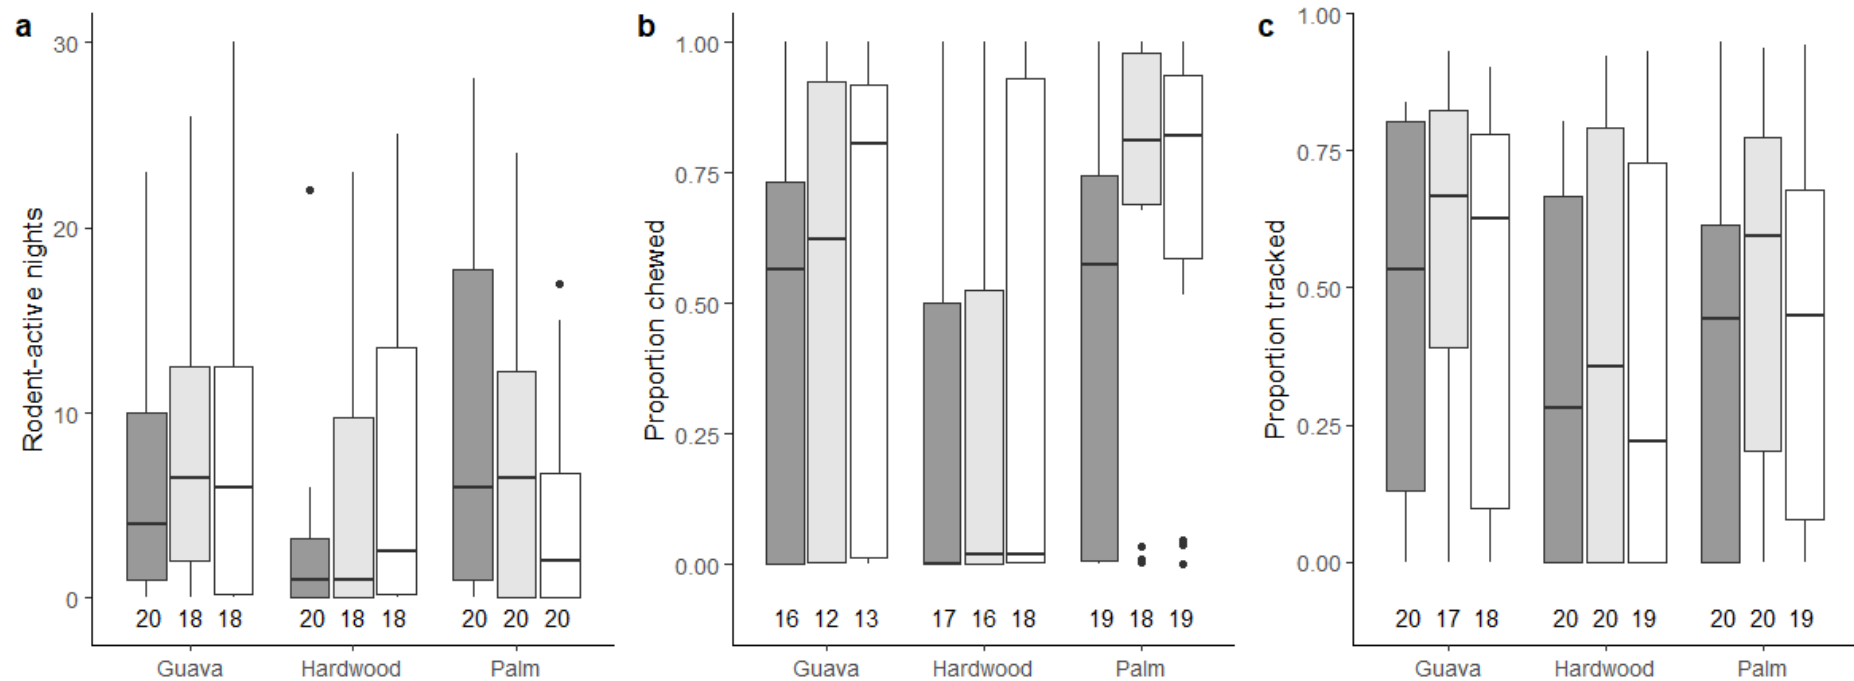 a
Rodent-active nights
30
20
10
0
20 18 18 20 18 18 20 20 20
Guava Hardwood Palm
b
Proportion chewed
1.00
0.75
0.50
0.25
0.00
16 12 13 17 16 18 19 18 19
Guava Hardwood Palm
c
Proportion tracked
1.00
0.75
0.50
0.25
0.00
20 17 18 20 20 19 20 20 19
Guava Hardwood Palm